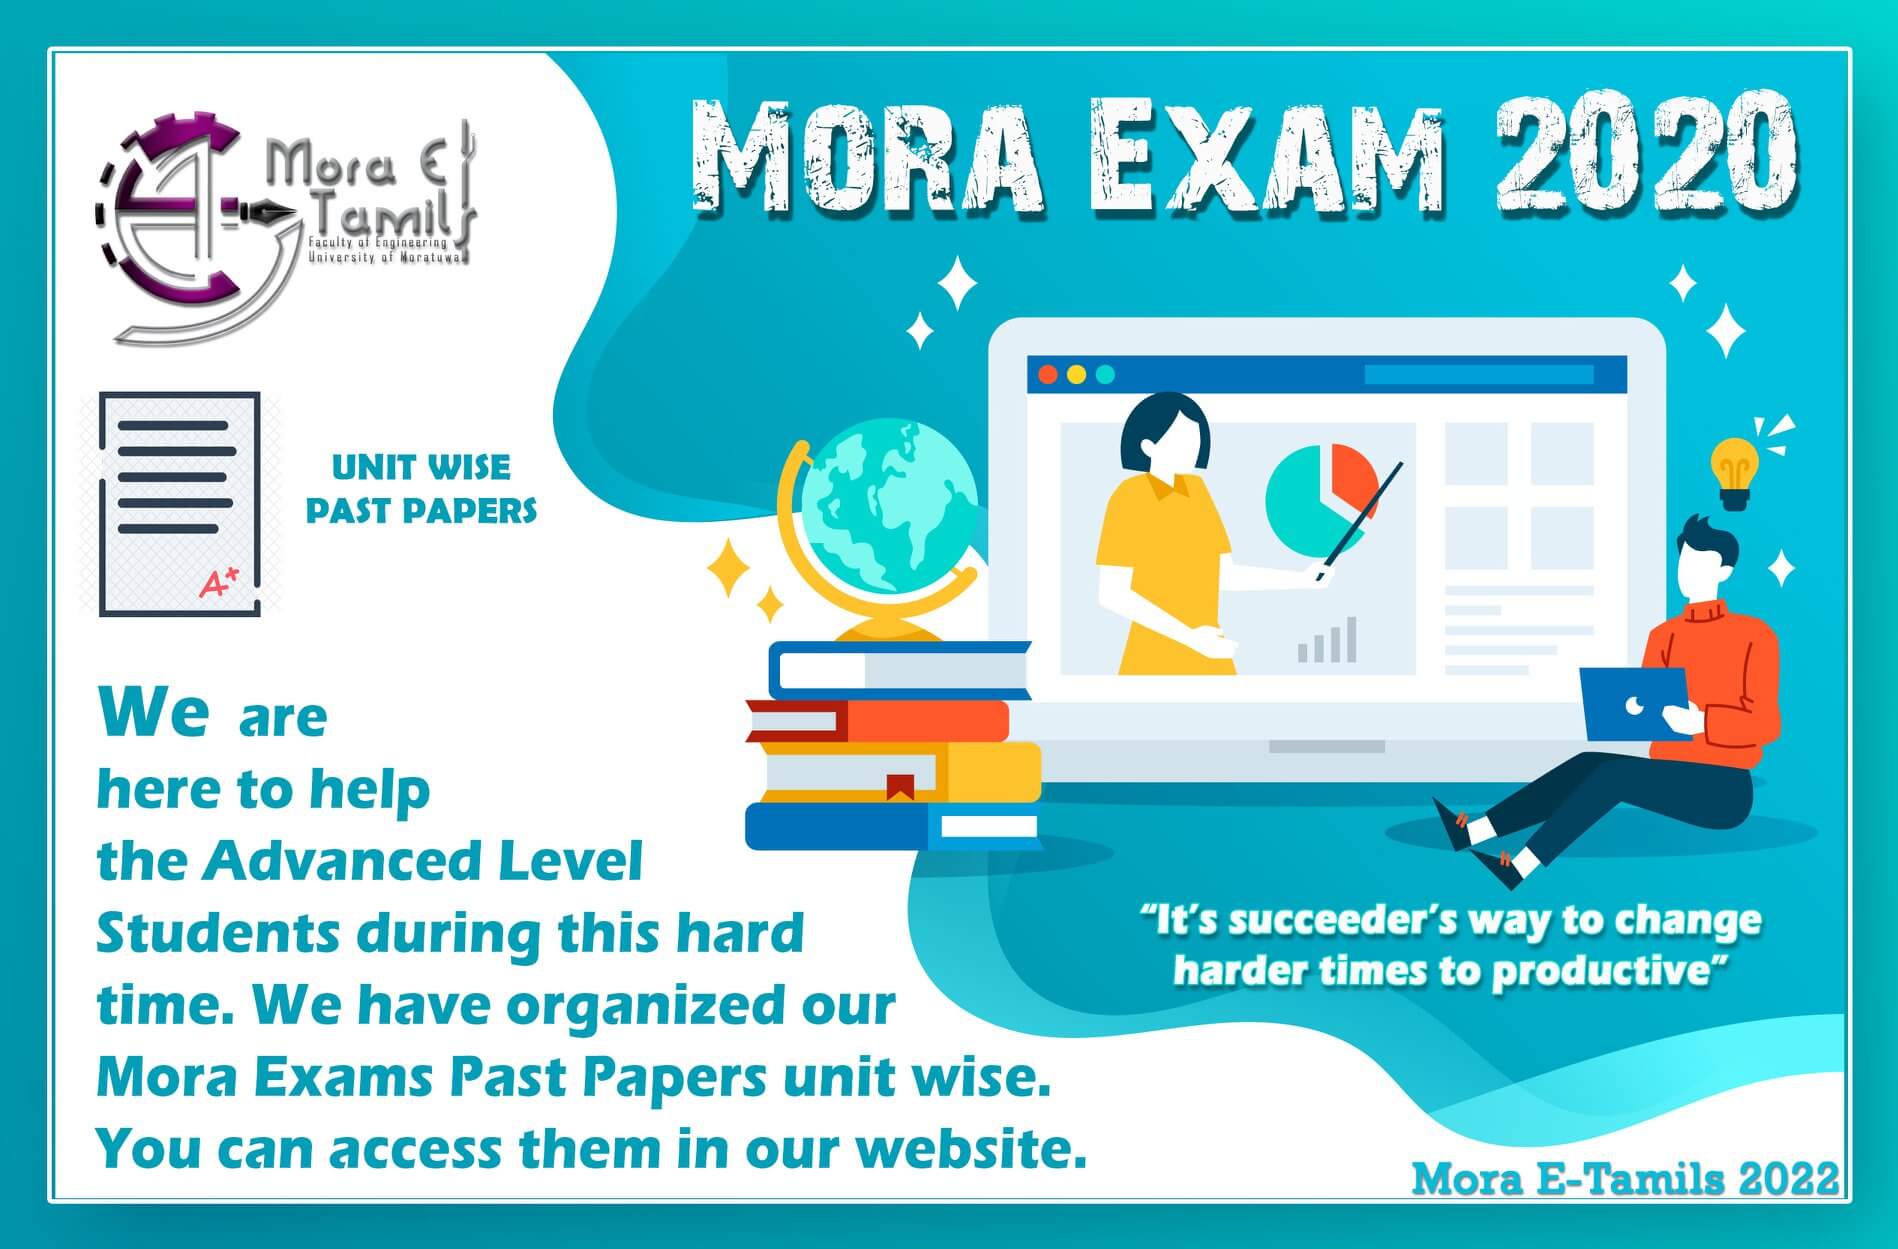 Mora E
Tamils
Faculty of Engineering
University of Moratuwa
MORA EXAM 2020
UNIT WISE
PAST PAPERS
A+
We are
here to help
the Advanced Level
Students during this hard
time. We have organized our
Mora Exams Past Papers unit wise.
You can access them in our website.
“It’s succeeder’s way to change
harder times to productive”
Mora E-Tamils 2022